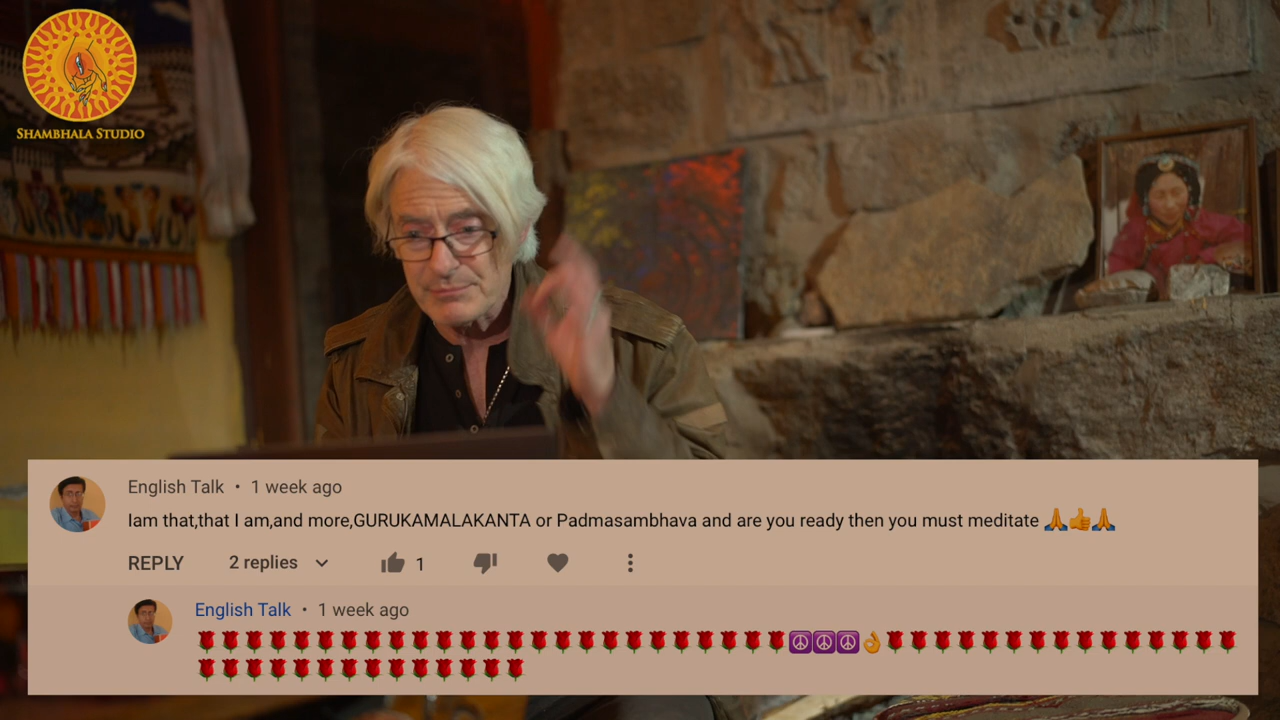 SHAMBHALA STUDIO
English Talk • 1 week ago
Iam that,that I am,and more,GURUKAMALAKANTA or Padmasambhava and are you ready then you must meditate 🙏👍🙏
REPLY 2 replies 1
English Talk • 1 week ago
🌹🌹🌹🌹🌹🌹🌹🌹🌹🌹🌹🌹🌹🌹🌹🌹🌹🌹🌹🌹🌹🌹🌹🌹🌹☮️☮️☮️👌🌹🌹🌹🌹🌹🌹🌹🌹🌹🌹🌹🌹🌹🌹🌹
🌹🌹🌹🌹🌹🌹🌹🌹🌹🌹🌹🌹🌹🌹